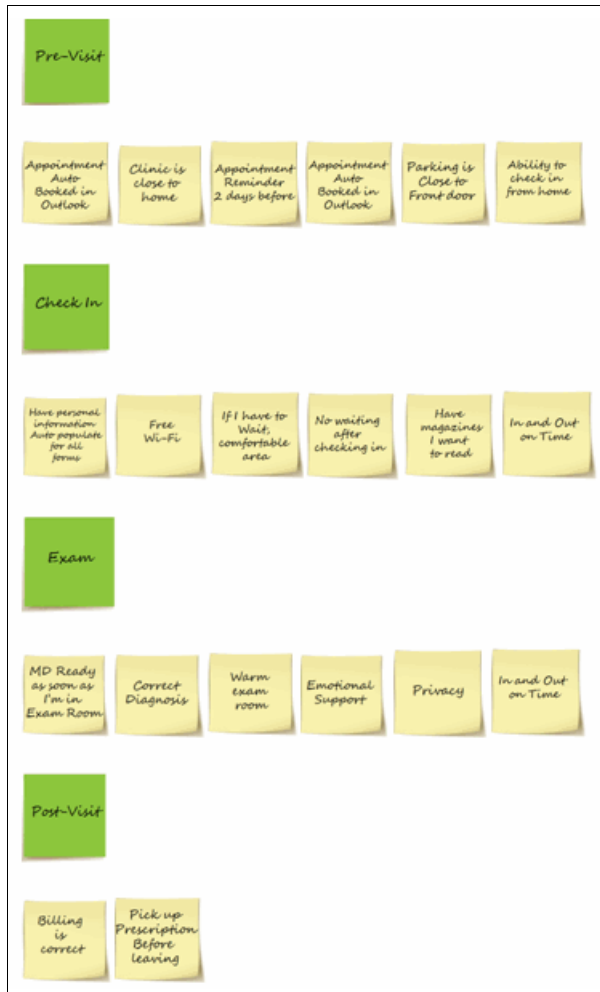 Pre-Visit
Appointment
Auto
Booked in
Outlook
Clinic is
close to
home
Appointment
Reminder
2 days before
Appointment
Auto
Booked in
Outlook
Parking is
Close to
Front door
Ability to
check in
from home
Check In
Have personal
information
Auto populate
for all
forms
Free
Wi-Fi
If I have to
Wait,
comfortable
area
No waiting
after
checking in
Have
magazines
I want
to read
In and Out
on Time
Exam
MD Ready
as soon as
I'm in
Exam Room
Correct
Diagnosis
Warm
exam
room
Emotional
Support
Privacy
In and Out
on Time
Post-Visit
Billing
is
correct
Pick up
Prescription
Before
leaving